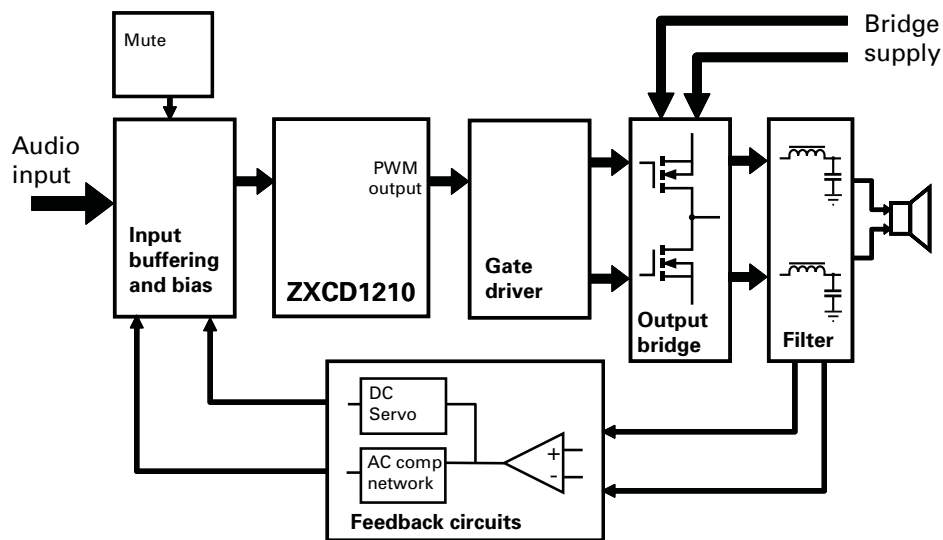 Mute
Bridge
supply
Audio
input
PWM
output
Input
buffering
and bias
ZXCD1210
Gate
driver
Output
bridge
Filter
DC
Servo
AC comp
network
+
-
Feedback circuits